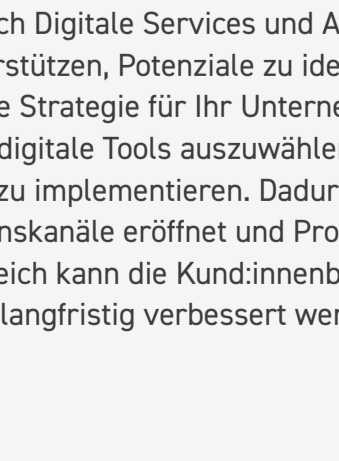 ch Digitale Services und A
rstützen, Potenziale zu ide
e Strategie für Ihr Unterne
digitale Tools auszuwähle
zu implementieren. Dadur
nskanäle eröffnet und Pro
eich kann die Kund:innenb
langfristig verbessert wer